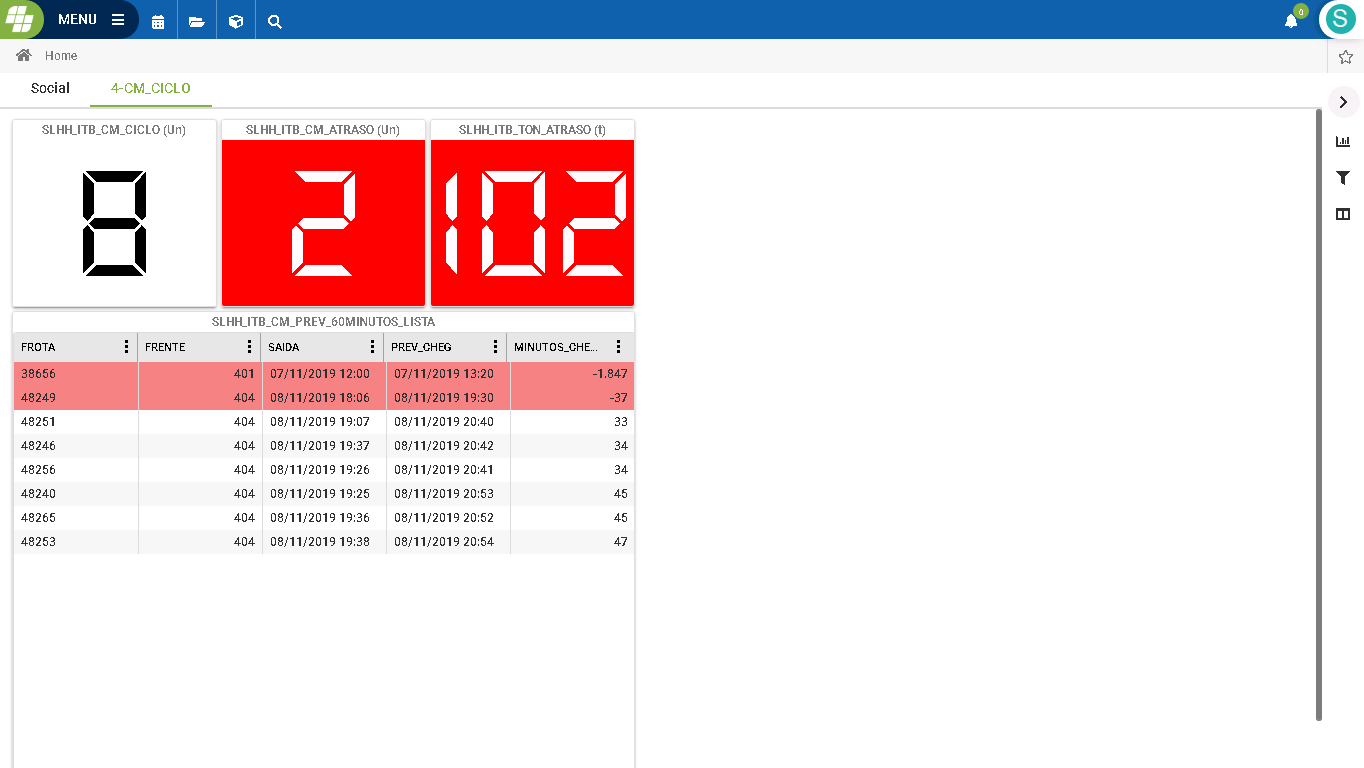 MENU
0
S
Home
Social 4-CM_CICLO
SLHH_ITB_CM_CICLO (Un) SLHH_ITB_CM_ATRASO (Un) SLHH_ITB_TON_ATRASO (t)
8 2 102
SLHH_ITB_CM_PREV_60MINUTOS_LISTA
FROTA FRENTE SAIDA PREV_CHEG MINUTOS_CHE...
38656 401 07/11/2019 12:00 07/11/2019 13:20 -1.847
48249 404 08/11/2019 18:06 08/11/2019 19:30 -37
48251 404 08/11/2019 19:07 08/11/2019 20:40 33
48246 404 08/11/2019 19:37 08/11/2019 20:42 34
48256 404 08/11/2019 19:26 08/11/2019 20:41 34
48240 404 08/11/2019 19:25 08/11/2019 20:53 45
48265 404 08/11/2019 19:36 08/11/2019 20:52 45
48253 404 08/11/2019 19:38 08/11/2019 20:54 47